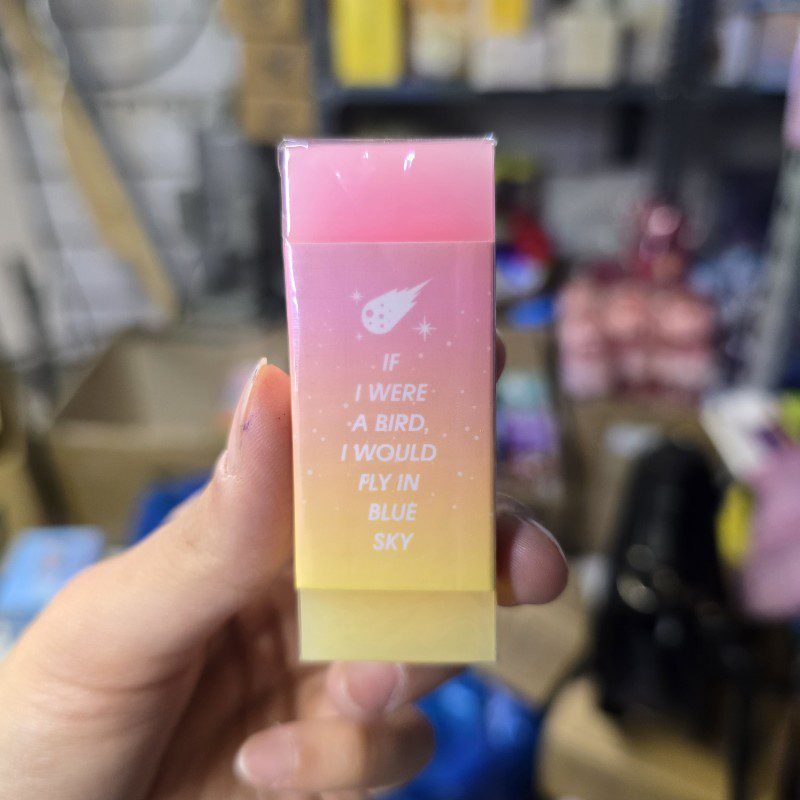 IF
I WERE
A BIRD,
I WOULD
FLY IN
BLUE
SKY